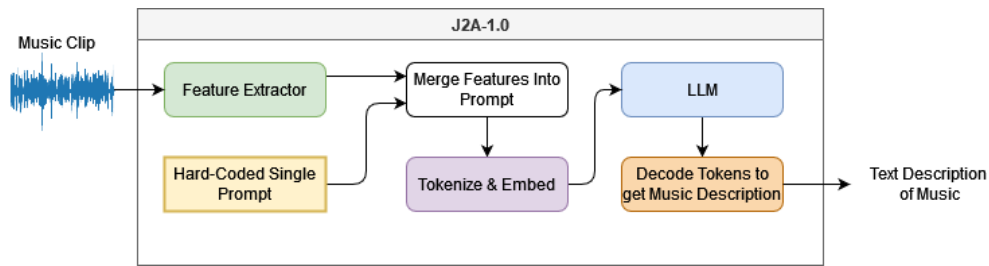 J2A-1.0
Music Clip
Feature Extractor
Merge Features Into
Prompt
LLM
Hard-Coded Single
Prompt
Tokenize & Embed
Decode Tokens to
get Music Description
Text Description
of Music